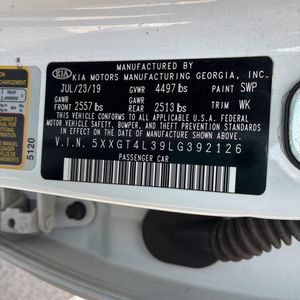 KIA KIA MOTORS MANUFACTURING GEORGIA, INC.
JUL/23/19 GVWR 4497 lbs PAINT SWP
GAWR GAWR
FRONT 2557 lbs REAR 2513 lbs TRIM WK
THIS VEHICLE CONFORMS TO ALL APPLICABLE FEDERAL
MOTOR VEHICLE SAFETY, BUMPER, AND THEFT PREVENTION
STANDARDS IN EFFECT ON THE DATE OF MANUFACTURE
SHOWN ABOVE.
V.I.N. 5XXGT4L39LG392126
PASSENGER CAR
5120